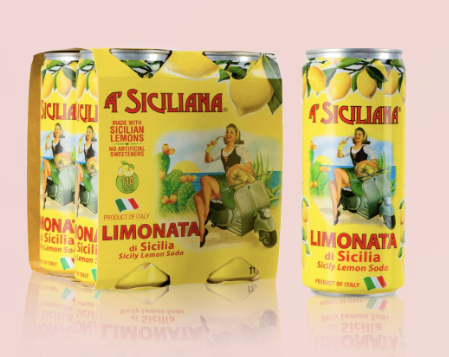 A' SICILIANA
MADE WITH
SICILIAN
LEMONS
NO ARTIFICIAL
SWEETENERS
110
PRODUCT OF ITALY
LIMONATA
di Sicilia
Sicily Lemon Soda
A' SICILIANA
LIMONATA
di Sicilia
Sicily Lemon Soda
PRODUCT OF ITALY